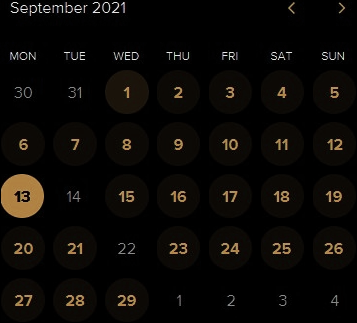 September 2021
MON TUE WED THU FRI SAT SUN
30 31 1 2 3 4 5
6 7 8 9 10 11 12
13 14 15 16 17 18 19
20 21 22 23 24 25 26
27 28 29 1 2 3 4